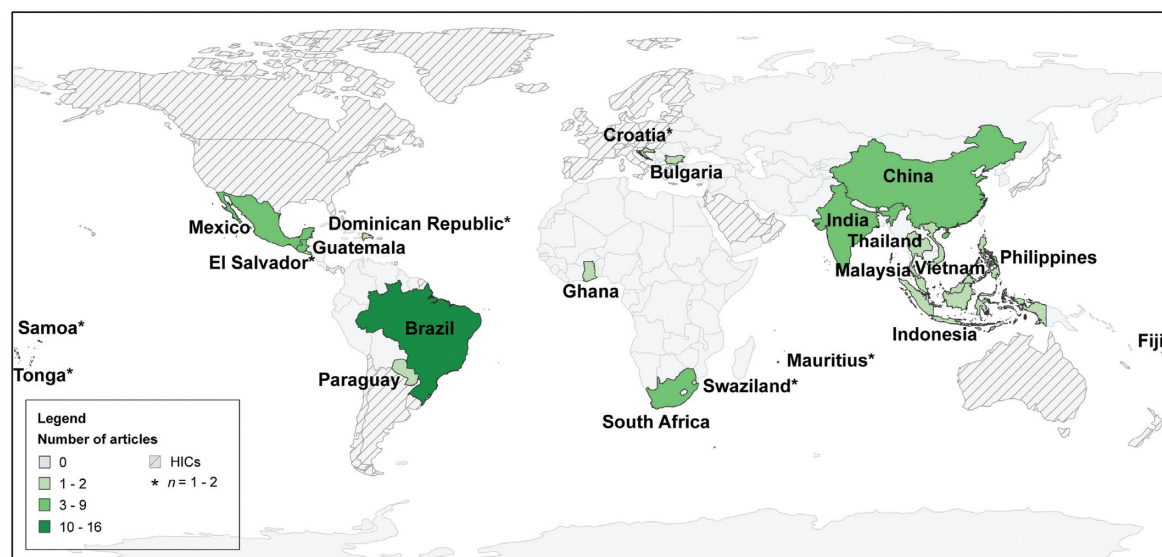 Croatia*
Bulgaria
China
Mexico
Dominican Republic*
Guatemala
El Salvador*
India
Thailand
Malaysia
Vietnam
Philippines
Ghana
Indonesia
Samoa*
Brazil
Fiji
Tonga*
Paraguay
Mauritius*
Swaziland*
South Africa
Legend
Number of articles
0
HICs
1 - 2
* n = 1 - 2
3 - 9
10 - 16